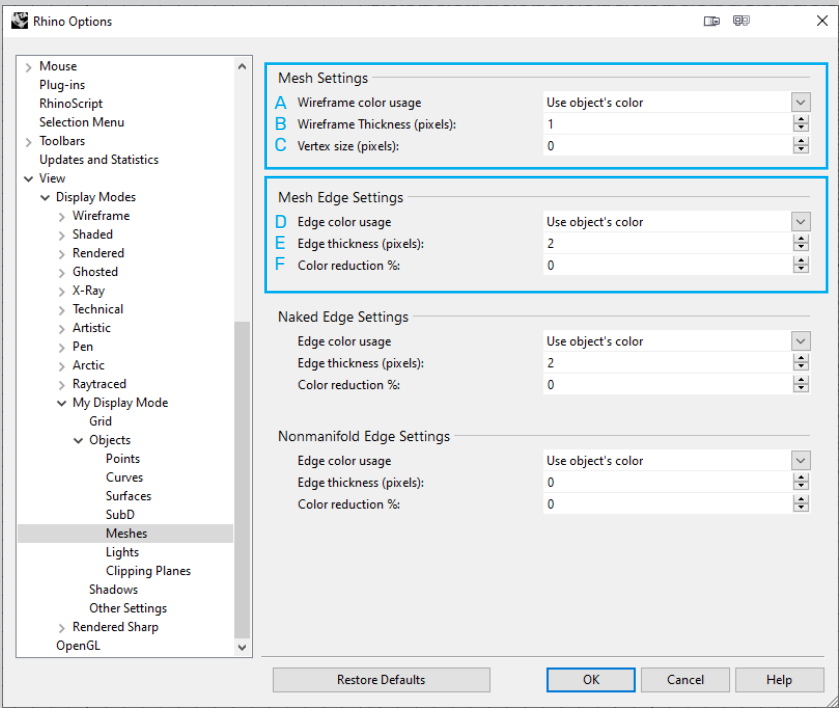 Rhino Options
Mouse
Plug-ins
RhinoScript
Selection Menu
Toolbars
Updates and Statistics
View
Display Modes
Wireframe
Shaded
Rendered
Ghosted
X-Ray
Technical
Artistic
Pen
Arctic
Raytraced
My Display Mode
Grid
Objects
Points
Curves
Surfaces
SubD
Meshes
Lights
Clipping Planes
Shadows
Other Settings
Rendered Sharp
OpenGL
Mesh Settings
A Wireframe color usage Use object's color
B Wireframe Thickness (pixels): 1
C Vertex size (pixels): 0
Mesh Edge Settings
D Edge color usage Use object's color
E Edge thickness (pixels): 2
F Color reduction %: 0
Naked Edge Settings
Edge color usage Use object's color
Edge thickness (pixels): 2
Color reduction %: 0
Nonmanifold Edge Settings
Edge color usage Use object's color
Edge thickness (pixels): 0
Color reduction %: 0
Restore Defaults OK Cancel Help